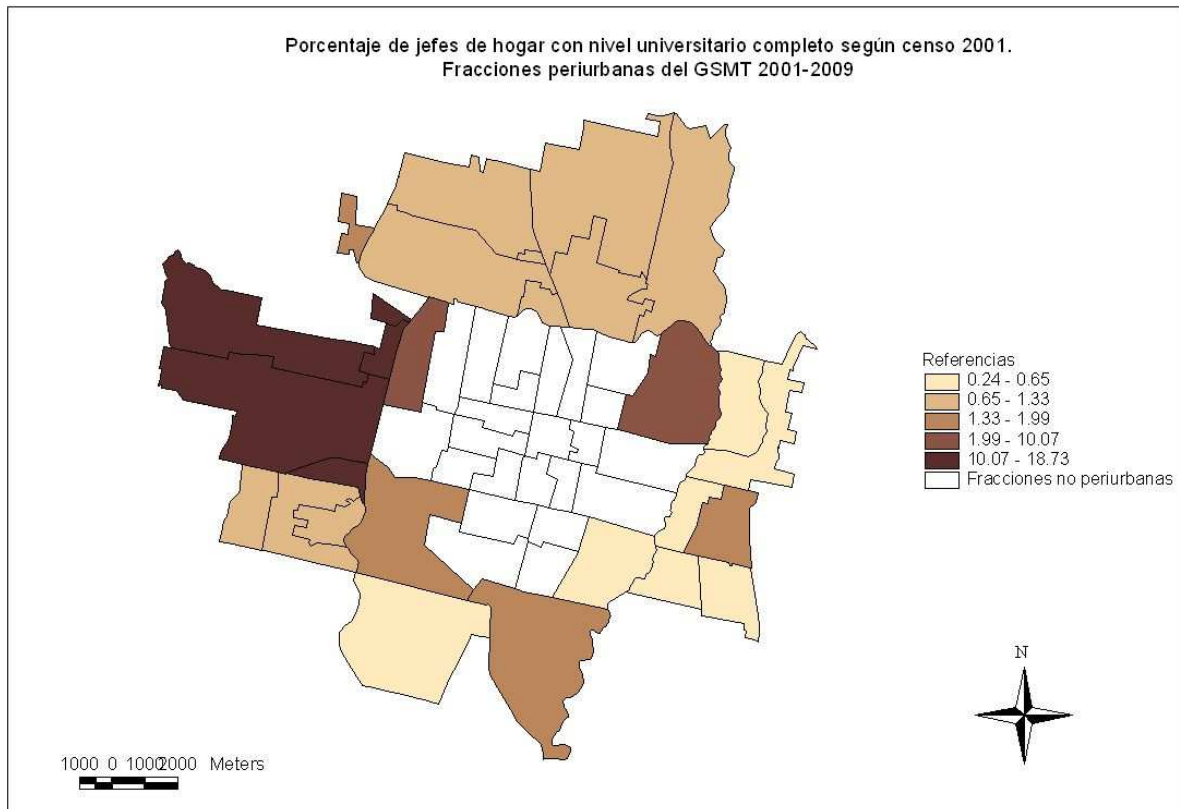 Porcentaje de jefes de hogar con nivel universitario completo según censo 2001.
Fracciones periurbanas del GSMT 2001-2009
Referencias
0.24 - 0.65
0.65 - 1.33
1.33 - 1.99
1.99 - 10.07
10.07 - 18.73
Fracciones no periurbanas
N
1000 0 1000 2000 Meters